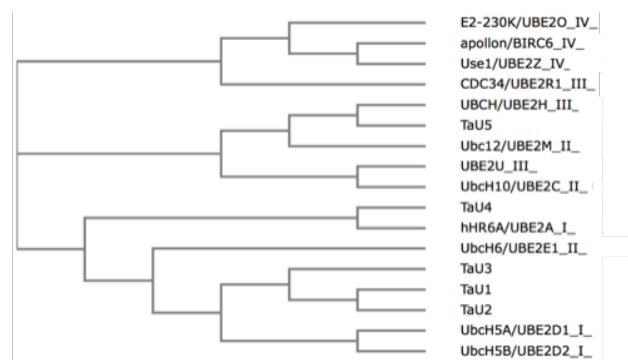 E2-230K/UBE2O_IV_
apollon/BIRC6_IV_
Use1/UBE2Z_IV_
CDC34/UBE2R1_III_
UBCH/UBE2H_III_
TaU5
Ubc12/UBE2M_II_
UBE2U_III_
UbcH10/UBE2C_II_
TaU4
hHR6A/UBE2A_I_
UbcH6/UBE2E1_II_
TaU3
TaU1
TaU2
UbcH5A/UBE2D1_I_
UbcH5B/UBE2D2_I_